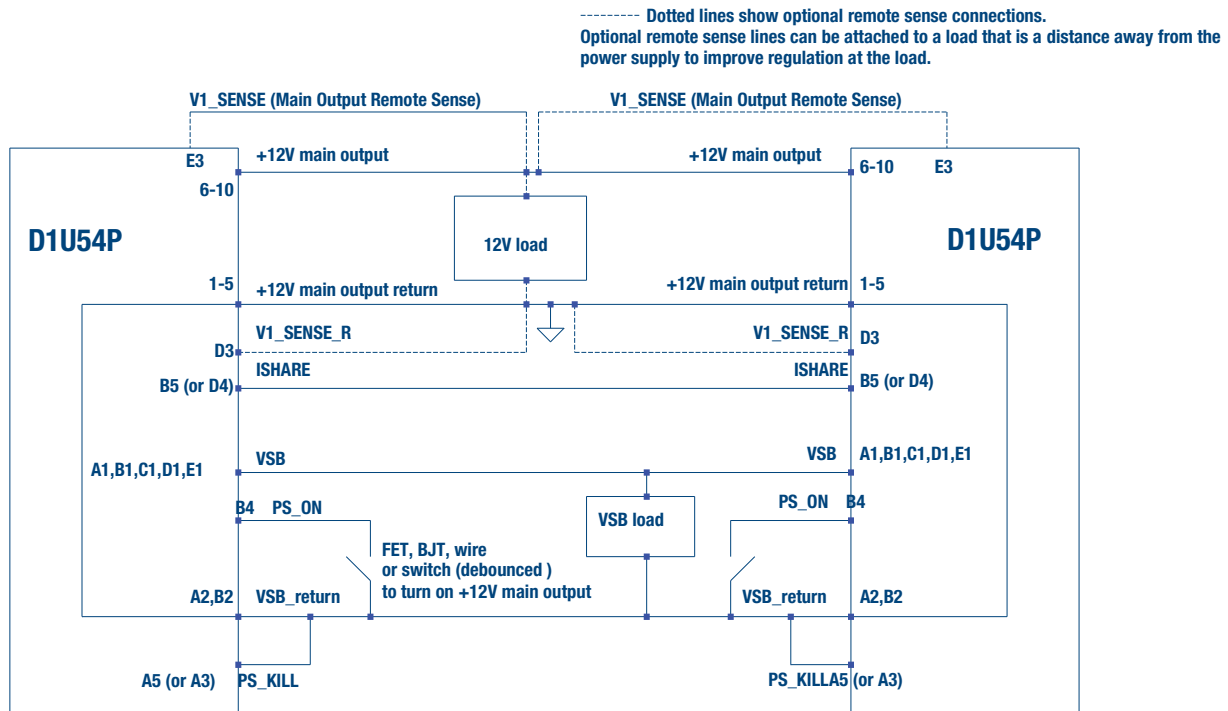 ------- Dotted lines show optional remote sense connections.
Optional remote sense lines can be attached to a load that is a distance away from the
power supply to improve regulation at the load.
V1_SENSE (Main Output Remote Sense)
V1_SENSE (Main Output Remote Sense)
E3
+12V main output
+12V main output
6-10
E3
6-10
D1U54P
12V load
D1U54P
1-5
+12V main output return
+12V main output return
1-5
V1_SENSE_R
V1_SENSE_R
D3
D3
ISHARE
ISHARE
B5 (or D4)
B5 (or D4)
A1,B1,C1,D1,E1
VSB
VSB
A1,B1,C1,D1,E1
B4
PS_ON
VSB load
PS_ON
B4
FET, BJT, wire
or switch (debounced )
to turn on +12V main output
A2,B2
VSB_return
VSB_return
A2,B2
A5 (or A3)
PS_KILL
PS_KILLA5 (or A3)